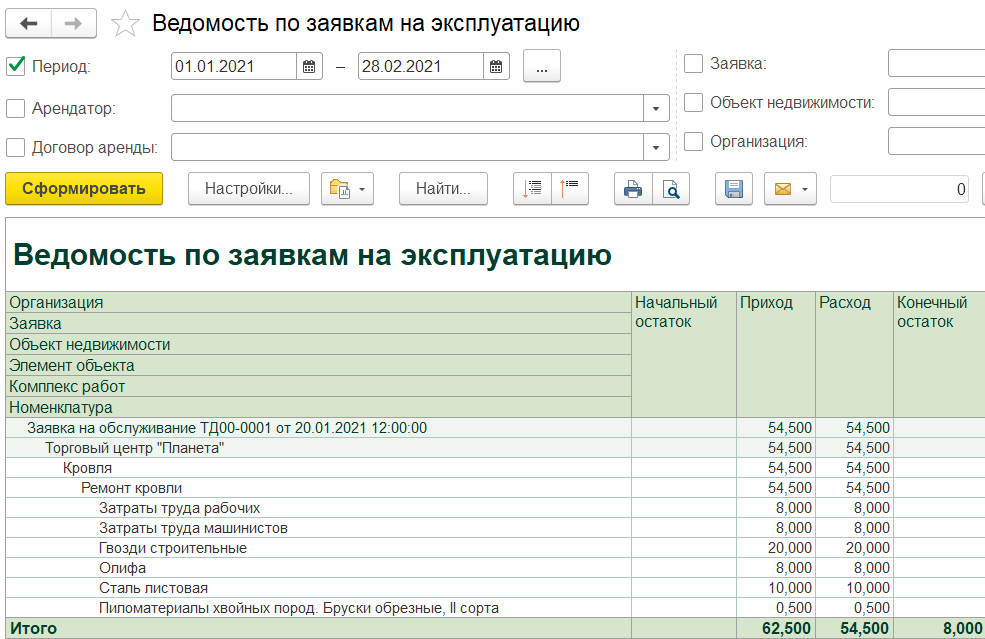 Ведомость по заявкам на эксплуатацию
Период: 01.01.2021 – 28.02.2021 ... Заявка:
Арендатор: Объект недвижимости:
Договор аренды: Организация:
Сформировать Настройки... Найти... 0
Ведомость по заявкам на эксплуатацию
Организация Начальный остаток Приход Расход Конечный остаток
Заявка
Объект недвижимости
Элемент объекта
Комплекс работ
Номенклатура
Заявка на обслуживание ТД00-0001 от 20.01.2021 12:00:00 54,500 54,500
Торговый центр "Планета" 54,500 54,500
Кровля 54,500 54,500
Ремонт кровли 54,500 54,500
Затраты труда рабочих 8,000 8,000
Затраты труда машинистов 8,000 8,000
Гвозди строительные 20,000 20,000
Олифа 8,000 8,000
Сталь листовая 10,000 10,000
Пиломатериалы хвойных пород. Бруски обрезные, II сорта 0,500 0,500
Итого 62,500 54,500 8,000